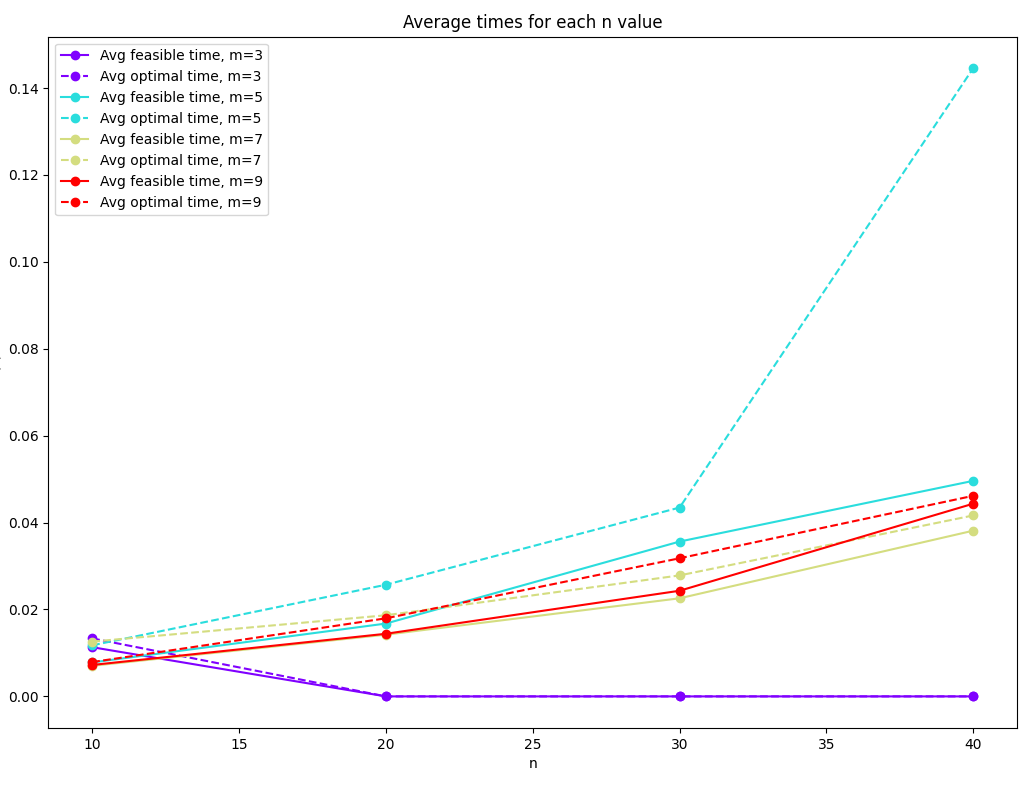 Average times for each n value
Avg feasible time, m=3
Avg optimal time, m=3
Avg feasible time, m=5
Avg optimal time, m=5
Avg feasible time, m=7
Avg optimal time, m=7
Avg feasible time, m=9
Avg optimal time, m=9
0.14
0.12
0.10
0.08
0.06
0.04
0.02
0.00
10 15 20 25 30 35 40
n